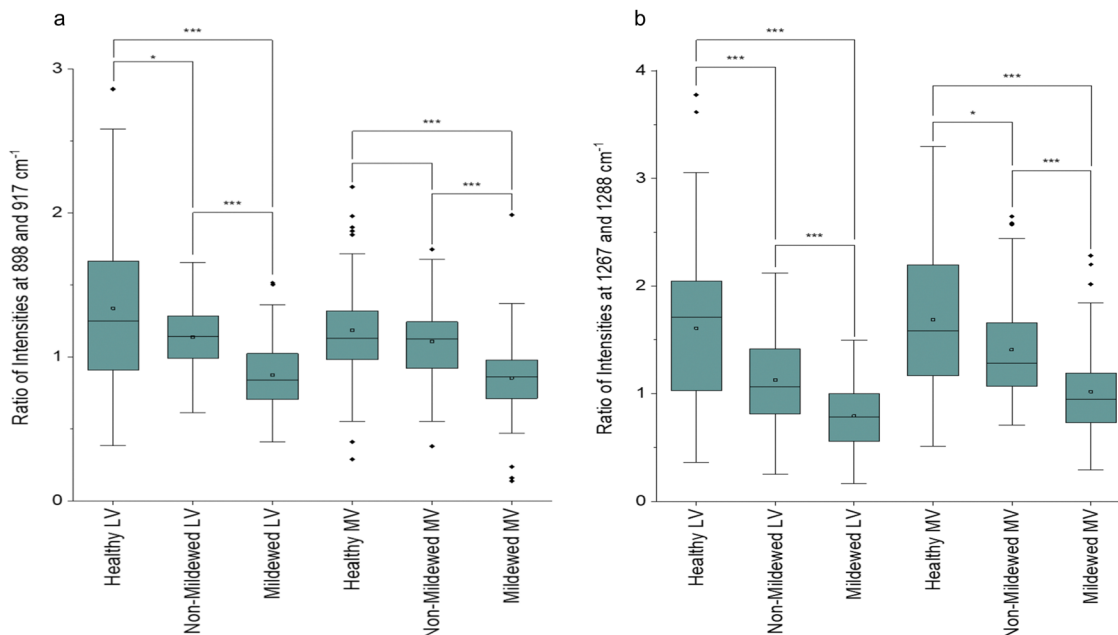 a
***
*
***
***
***
3
2
1
0
Ratio of Intensities at 898 and 917 cm-1
Healthy LV
Non-Mildewed LV
Mildewed LV
Healthy MV
Non-Mildewed MV
Mildewed MV
b
***
***
***
***
*
***
4
3
2
1
0
Ratio of Intensities at 1267 and 1288 cm-1
Healthy LV
Non-Mildewed LV
Mildewed LV
Healthy MV
Non-Mildewed MV
Mildewed MV